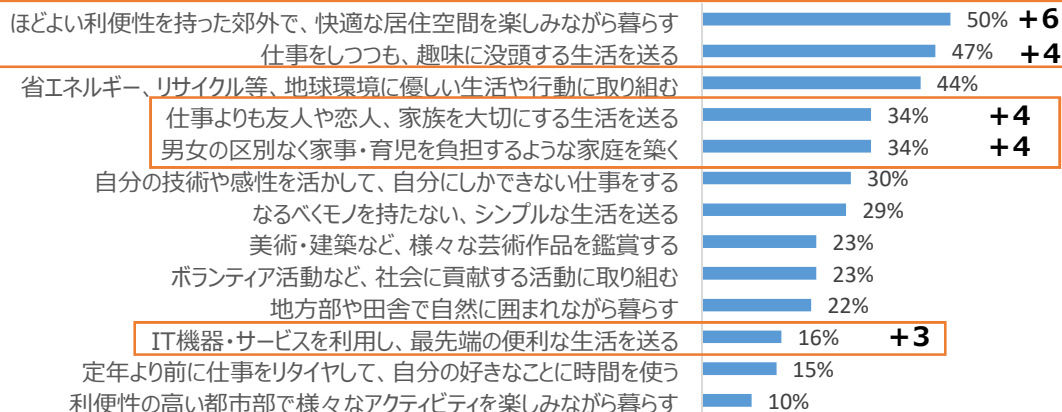 ほどよい利便性を持った郊外で、快適な居住空間を楽しみながら暮らす 50% +6
仕事をしつつも、趣味に没頭する生活を送る 47% +4
省エネルギー、リサイクル等、地球環境に優しい生活や行動に取り組む 44%
仕事よりも友人や恋人、家族を大切にする生活を送る 34% +4
男女の区別なく家事・育児を負担するような家庭を築く 34% +4
自分の技術や感性を活かして、自分にしかできない仕事をする 30%
なるべくモノを持たない、シンプルな生活を送る 29%
美術・建築など、様々な芸術作品を鑑賞する 23%
ボランティア活動など、社会に貢献する活動に取り組む 23%
地方部や田舎で自然に囲まれながら暮らす 22%
IT機器・サービスを利用し、最先端の便利な生活を送る 16% +3
定年より前に仕事をリタイヤして、自分の好きなことに時間を使う 15%
利便性の高い都市部で様々なアクティビティを楽しみながら暮らす 10%